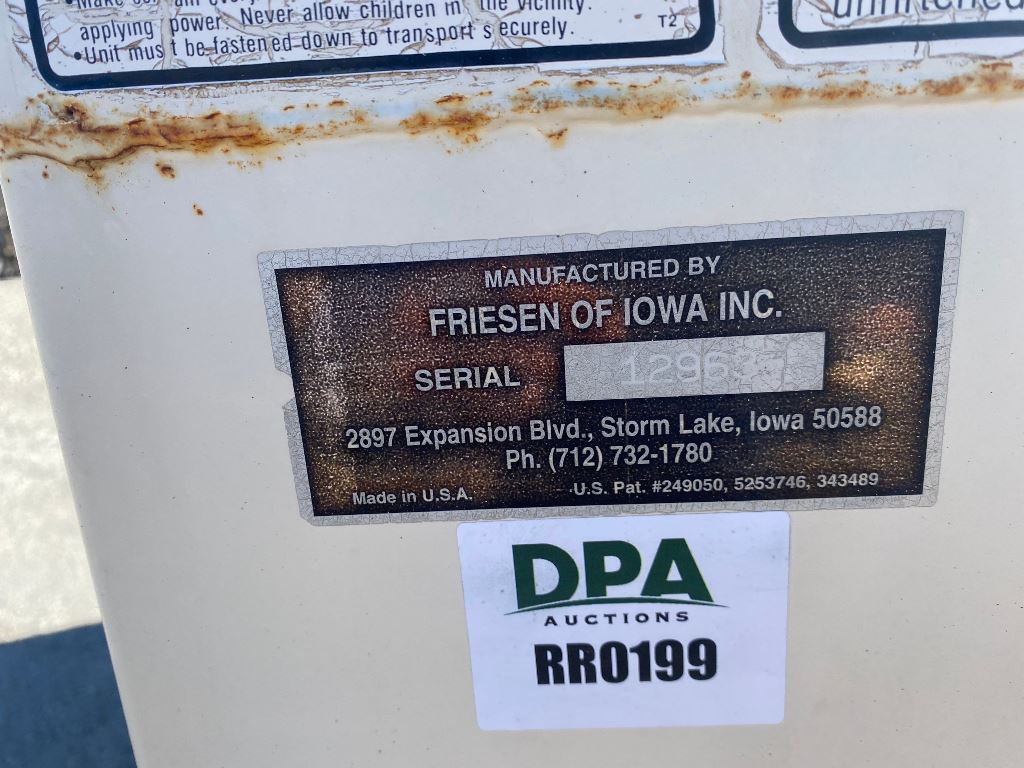 applying power. Never allow children in the vicinity.
•Unit must be fastened down to transport securely.
T2
MANUFACTURED BY
FRIESEN OF IOWA INC.
SERIAL
2897 Expansion Blvd., Storm Lake, Iowa 50588
Ph. (712) 732-1780
Made in U.S.A.
U.S. Pat. #249050, 5253746, 343489
DPA
AUCTIONS
RR0199